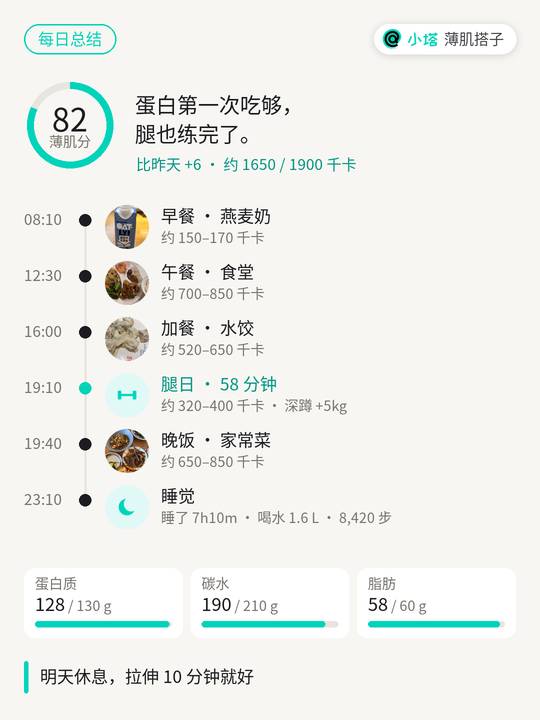 每日总结
小塔 薄肌搭子
82
薄肌分
蛋白第一次吃够，
腿也练完了。
比昨天 +6 · 约 1650 / 1900 千卡
08:10
早餐 · 燕麦奶
约 150–170 千卡
12:30
午餐 · 食堂
约 700–850 千卡
16:00
加餐 · 水饺
约 520–650 千卡
19:10
腿日 · 58 分钟
约 320–400 千卡 · 深蹲 +5kg
19:40
晚饭 · 家常菜
约 650–850 千卡
23:10
睡觉
睡了 7h10m · 喝水 1.6 L · 8,420 步
蛋白质
128 / 130 g
碳水
190 / 210 g
脂肪
58 / 60 g
明天休息，拉伸 10 分钟就好